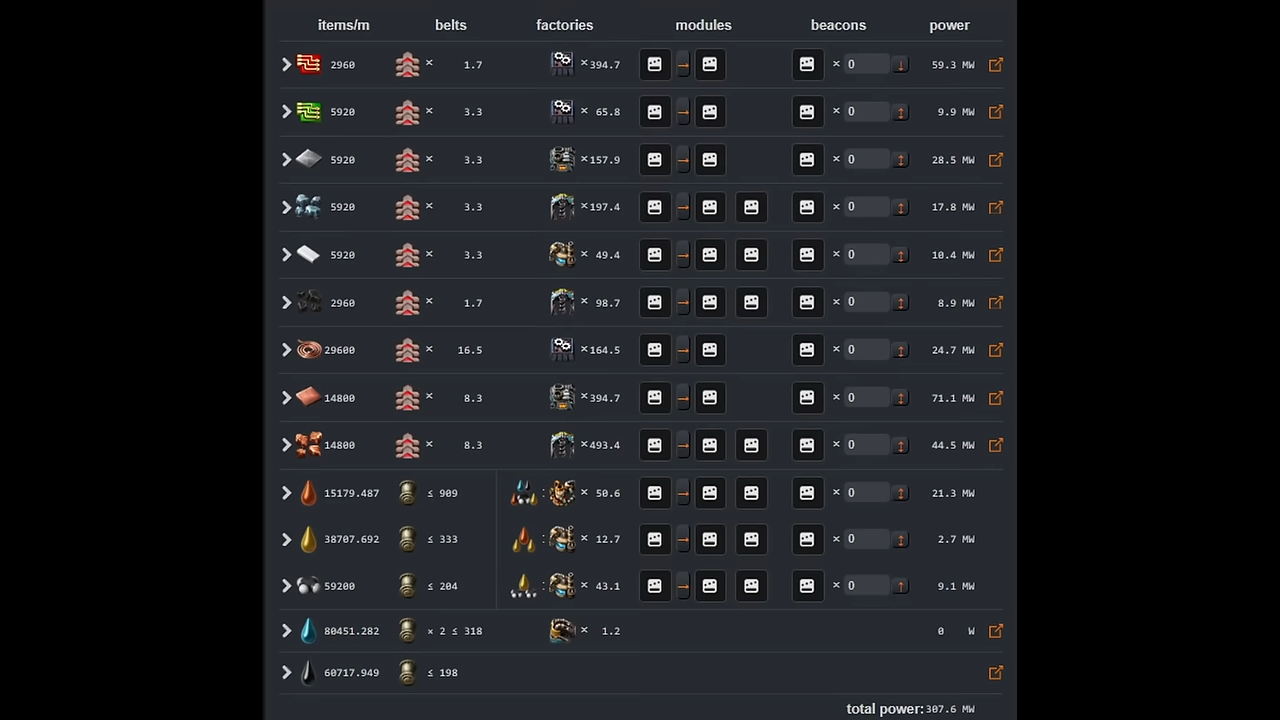 items/m belts factories modules beacons power
2960 × 1.7 × 394.7 × 0 59.3 MW
5920 × 3.3 × 65.8 × 0 9.9 MW
5920 × 3.3 × 157.9 × 0 28.5 MW
5920 × 3.3 × 197.4 × 0 17.8 MW
5920 × 3.3 × 49.4 × 0 10.4 MW
2960 × 1.7 × 98.7 × 0 8.9 MW
29600 × 16.5 × 164.5 × 0 24.7 MW
14800 × 8.3 × 394.7 × 0 71.1 MW
14800 × 8.3 × 493.4 × 0 44.5 MW
15179.487 ≤ 909 : × 50.6 × 0 21.3 MW
38707.692 ≤ 333 : × 12.7 × 0 2.7 MW
59200 ≤ 204 : × 43.1 × 0 9.1 MW
80451.282 × 2 ≤ 318 × 1.2 0 W
60717.949 ≤ 198
total power: 307.6 MW